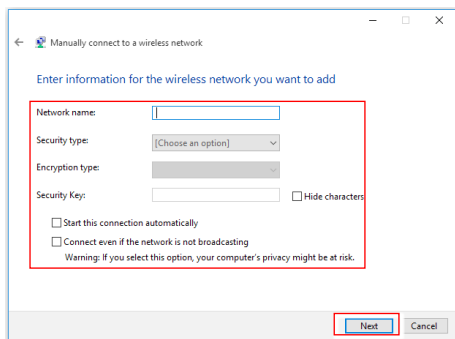 Manually connect to a wireless network
Enter information for the wireless network you want to add
Network name:
Security type: [Choose an option]
Encryption type:
Security Key: Hide characters
Start this connection automatically
Connect even if the network is not broadcasting
Warning: If you select this option, your computer's privacy might be at risk.
Next Cancel